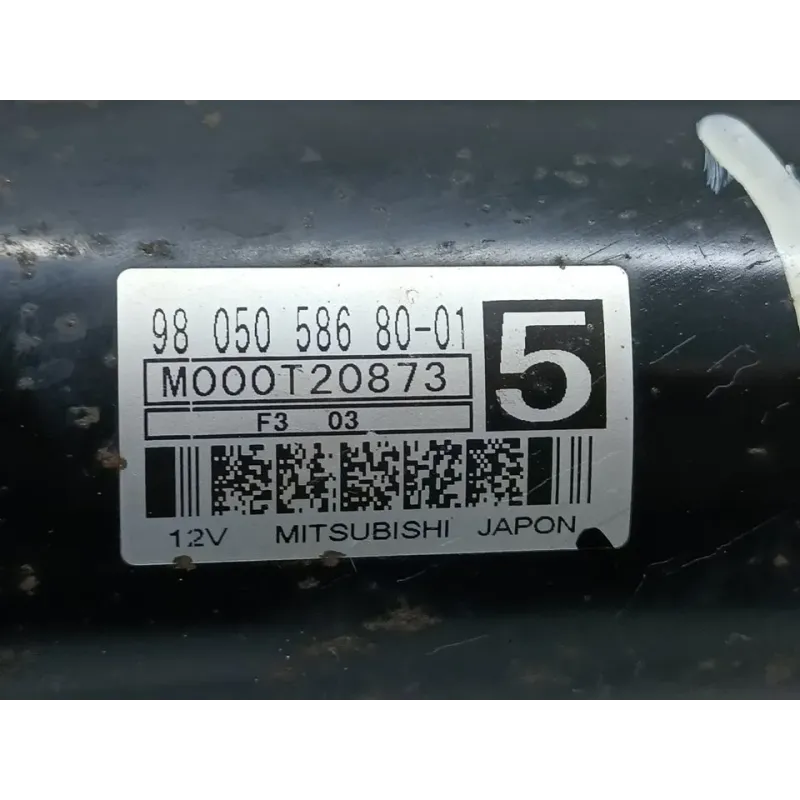 98 050 586 80-01
5
M000T20873
F3 03
12V MITSUBISHI JAPON